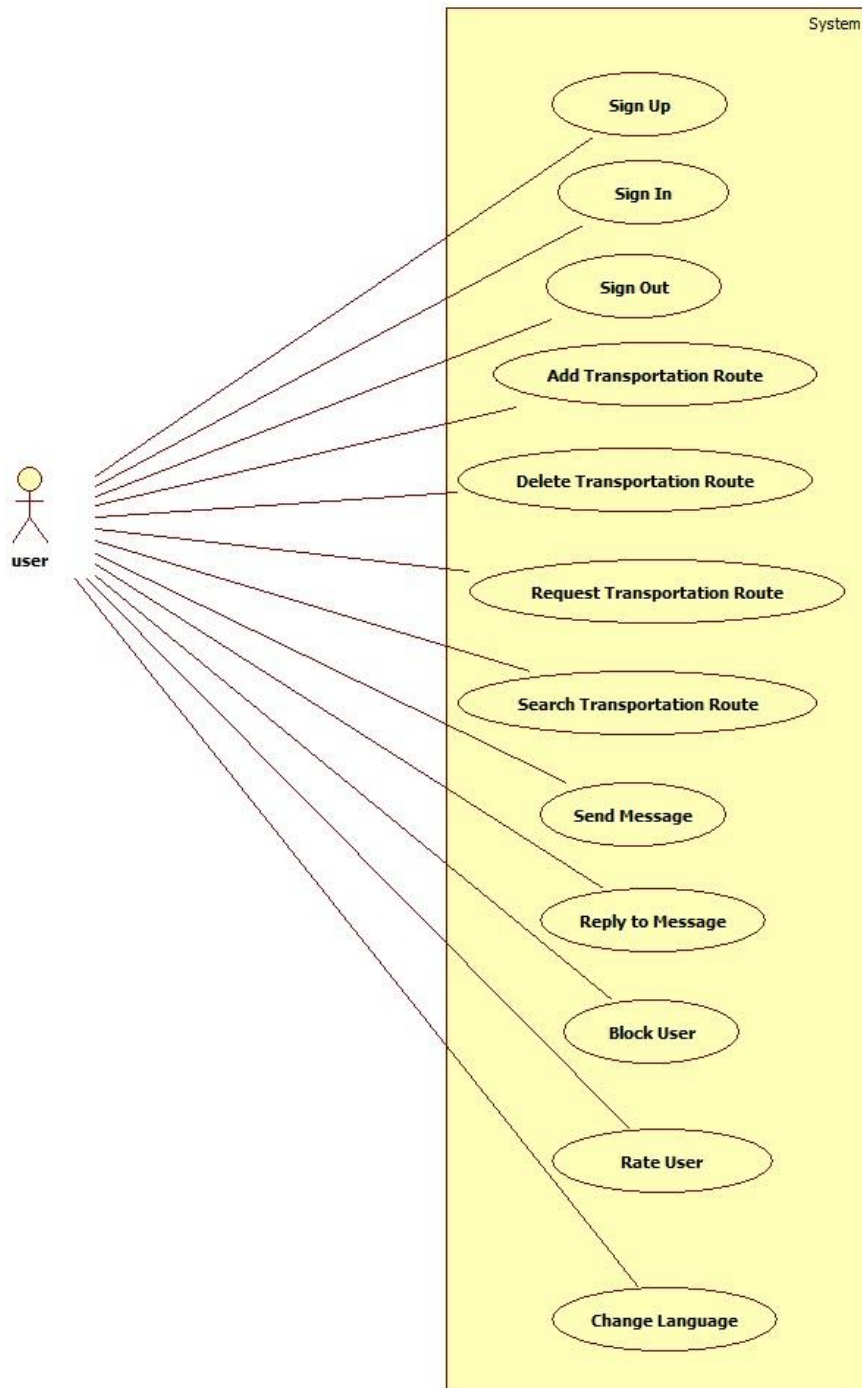 System
Sign Up
Sign In
Sign Out
Add Transportation Route
Delete Transportation Route
user
Request Transportation Route
Search Transportation Route
Send Message
Reply to Message
Block User
Rate User
Change Language